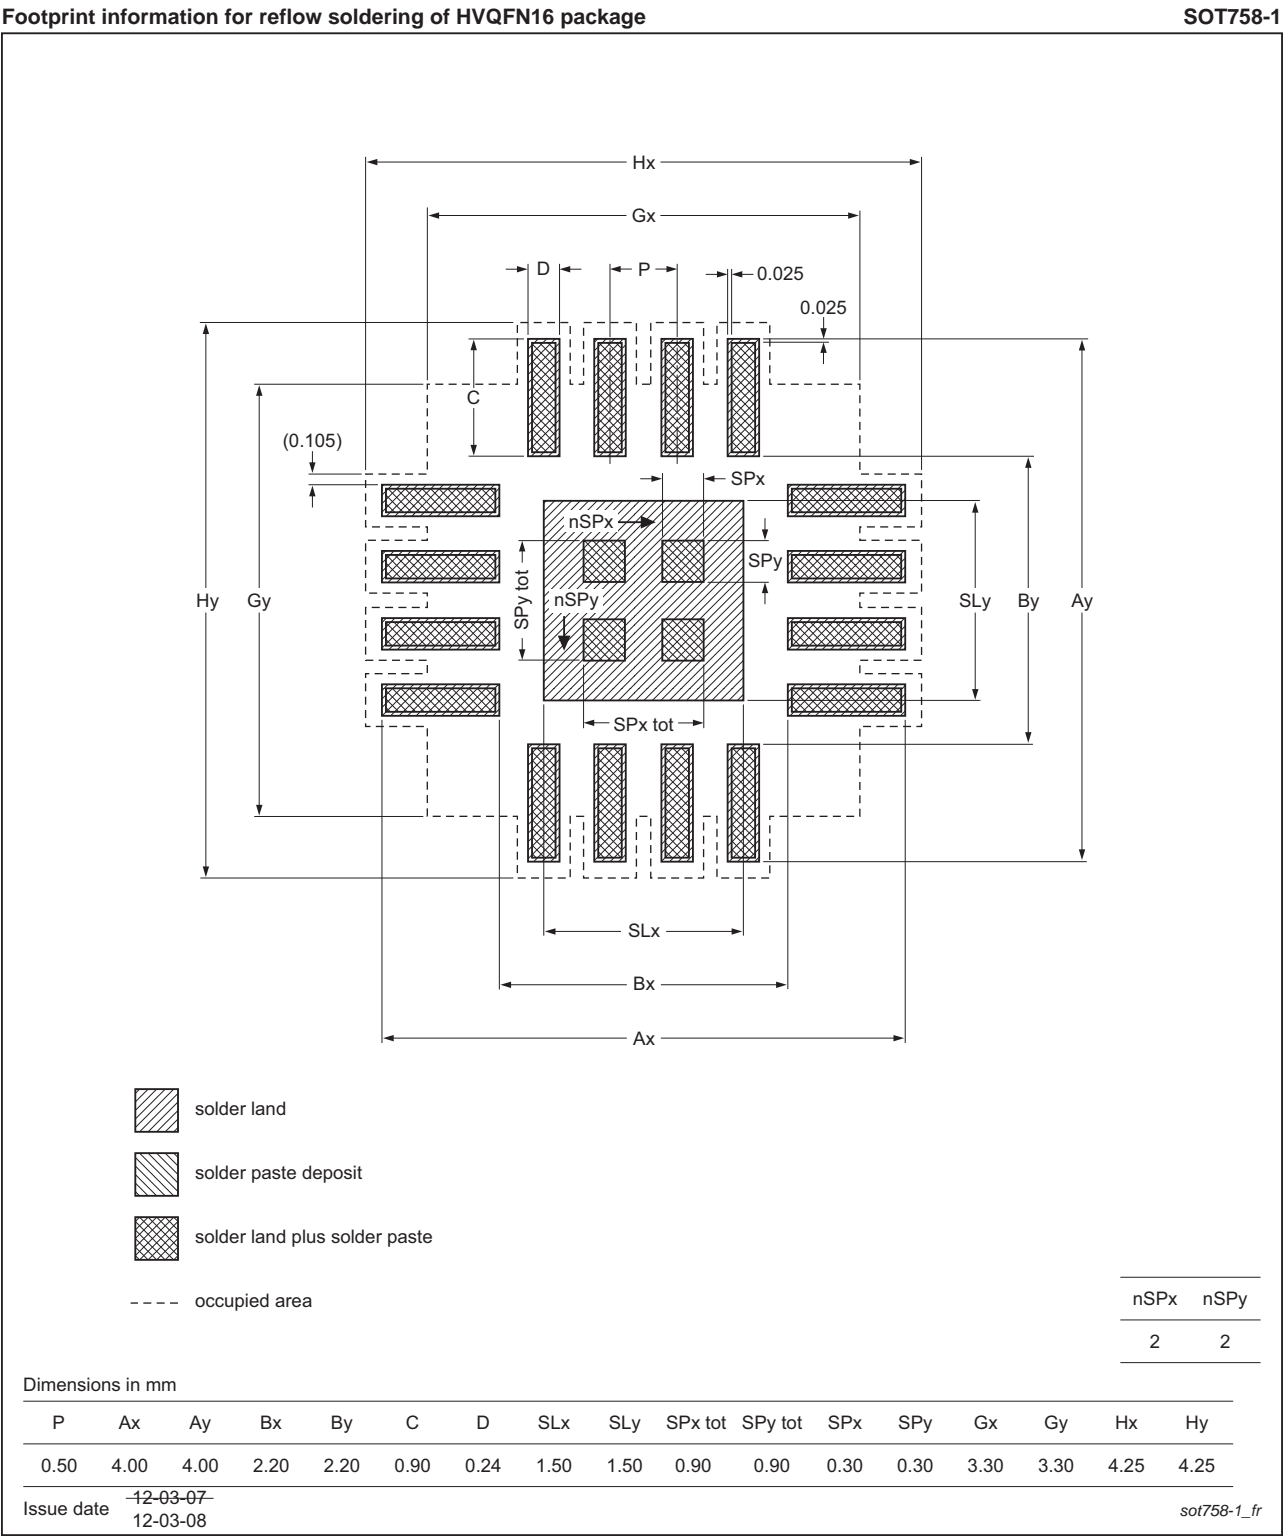 Footprint information for reflow soldering of HVQFN16 package SOT758-1
Hx
Gx
D P 0.025
0.025
C
(0.105)
SPx
nSPx
SPy
SPy tot
nSPy
Hy Gy SLy By Ay
SPx tot
SLx
Bx
Ax
solder land
solder paste deposit
solder land plus solder paste
occupied area
nSPx nSPy
2 2
Dimensions in mm
P Ax Ay Bx By C D SLx SLy SPx tot SPy tot SPx SPy Gx Gy Hx Hy
0.50 4.00 4.00 2.20 2.20 0.90 0.24 1.50 1.50 0.90 0.90 0.30 0.30 3.30 3.30 4.25 4.25
Issue date 12-03-07
12-03-08
sot758-1_fr